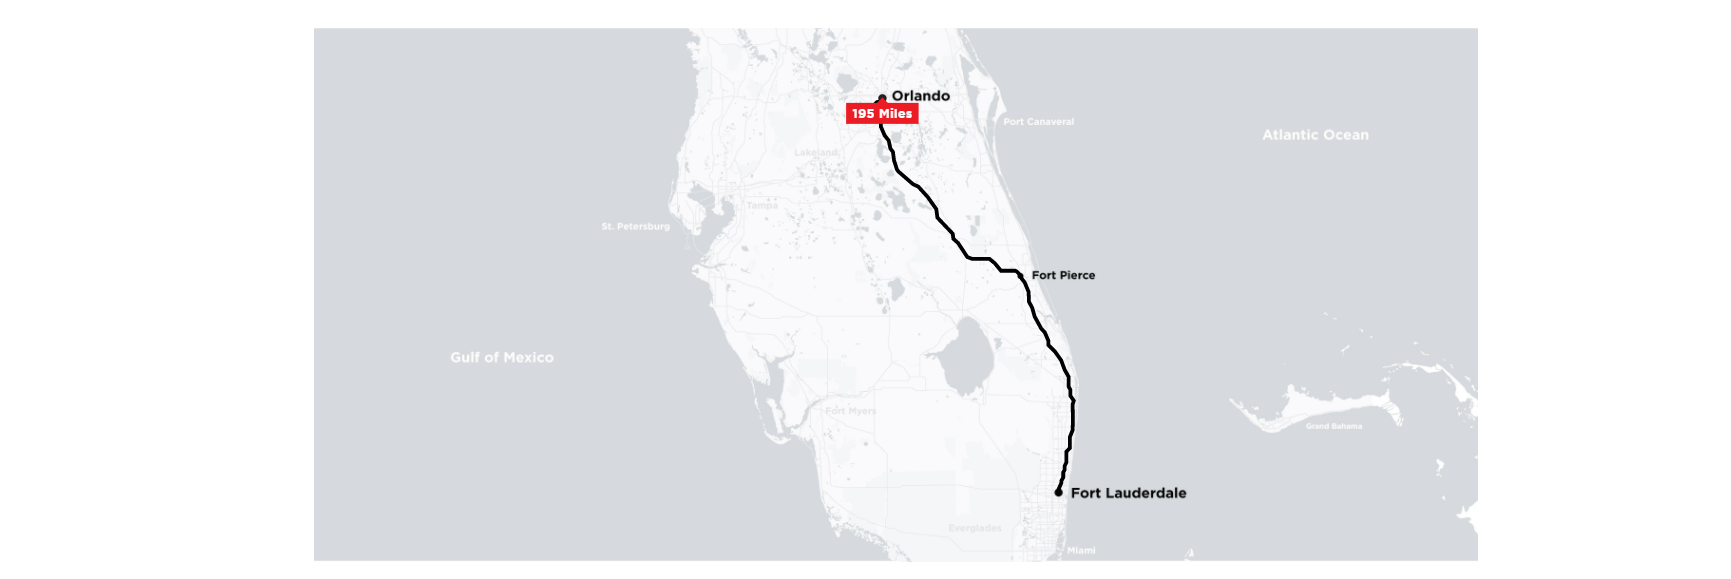 Orlando
195 Miles
Port Canaveral
Atlantic Ocean
Lakeland
Tampa
St. Petersburg
Fort Pierce
Gulf of Mexico
Fort Myers
Grand Bahama
Fort Lauderdale
Everglades
Miami